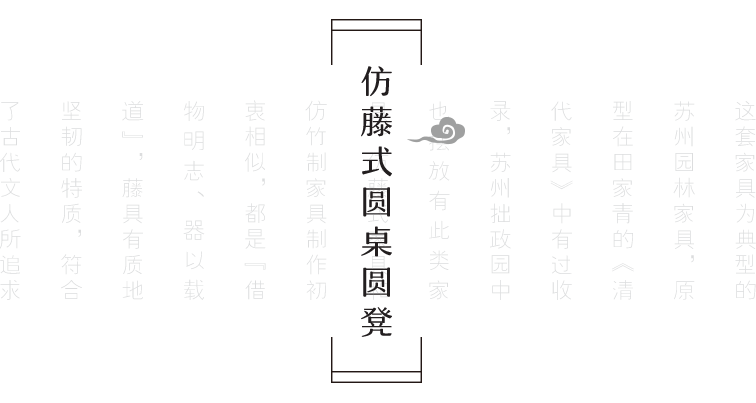 仿藤式圆桌圆凳
这套家具为典型的
苏州园林家具，原
型在田家青的《清
代家具》中有过收
录，苏州拙政园中
也摆放有此类家
仿竹制家具制作初
衷相似，都是『借
物明志、器以载
道』，藤具有质地
坚韧的特质，符合
了古代文人所追求